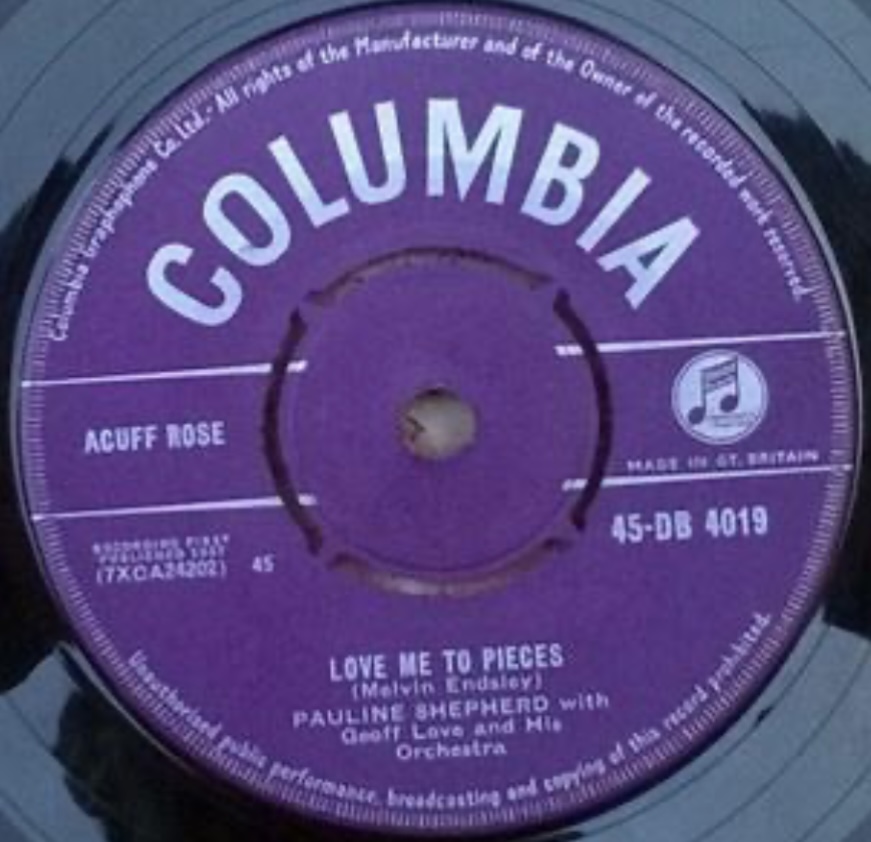 Columbia Graphophone Co. Ltd. - All rights of the Manufacturer and of the Owner of the recorded work reserved.
COLUMBIA
ACUFF ROSE
MADE IN GT. BRITAIN
45-DB 4019
RECORDING FIRST
PUBLISHED 1957
(7XCA24202) 45
LOVE ME TO PIECES
(Melvin Endsley)
PAULINE SHEPHERD with
Geoff Love and His
Orchestra
Unauthorised public performance, broadcasting and copying of this record prohibited.